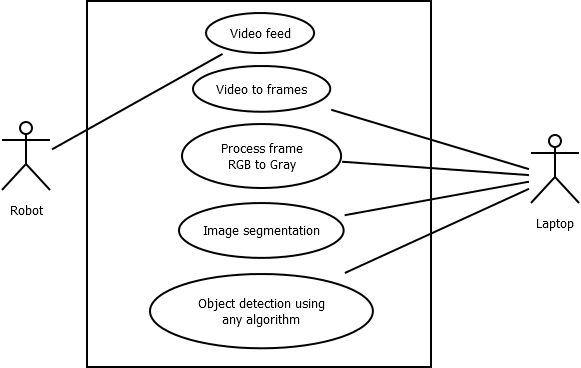 Video feed
Video to frames
Process frame
RGB to Gray
Robot
Image segmentation
Laptop
Object detection using
any algorithm